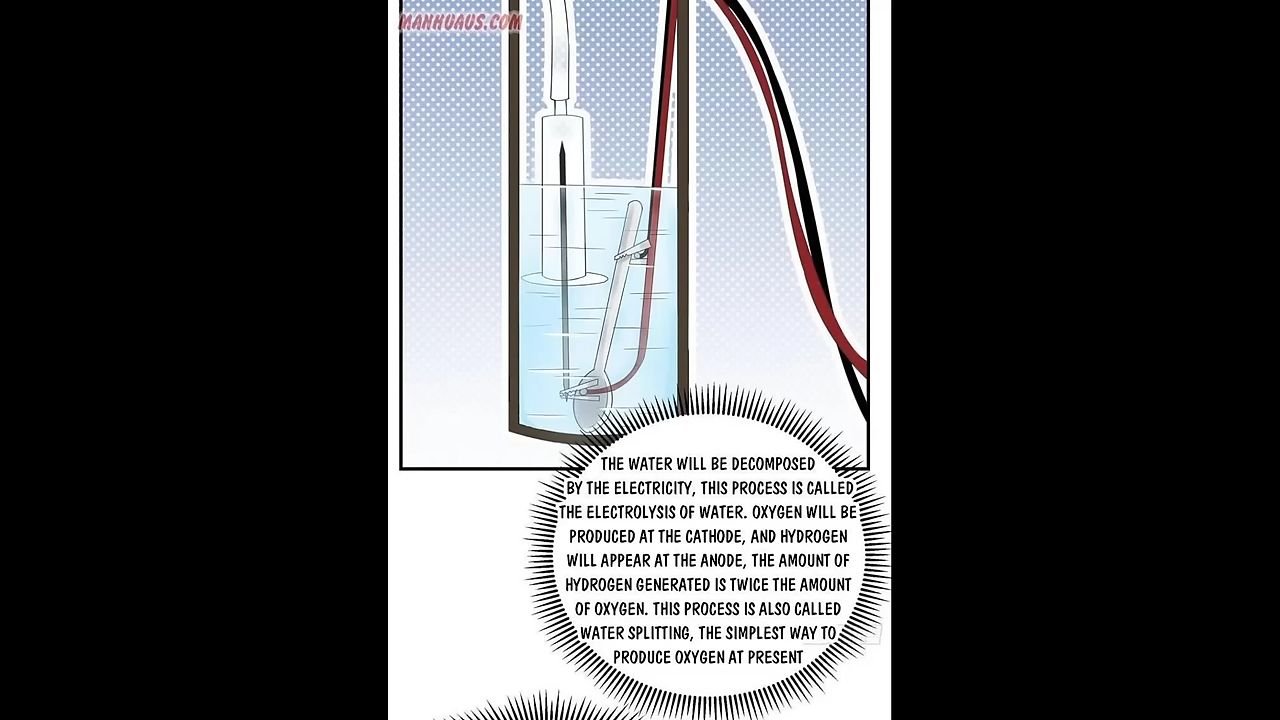 MANHUAUS.COM
THE WATER WILL BE DECOMPOSED
BY THE ELECTRICITY, THIS PROCESS IS CALLED
THE ELECTROLYSIS OF WATER. OXYGEN WILL BE
PRODUCED AT THE CATHODE, AND HYDROGEN
WILL APPEAR AT THE ANODE, THE AMOUNT OF
HYDROGEN GENERATED IS TWICE THE AMOUNT
OF OXYGEN. THIS PROCESS IS ALSO CALLED
WATER SPLITTING, THE SIMPLEST WAY TO
PRODUCE OXYGEN AT PRESENT